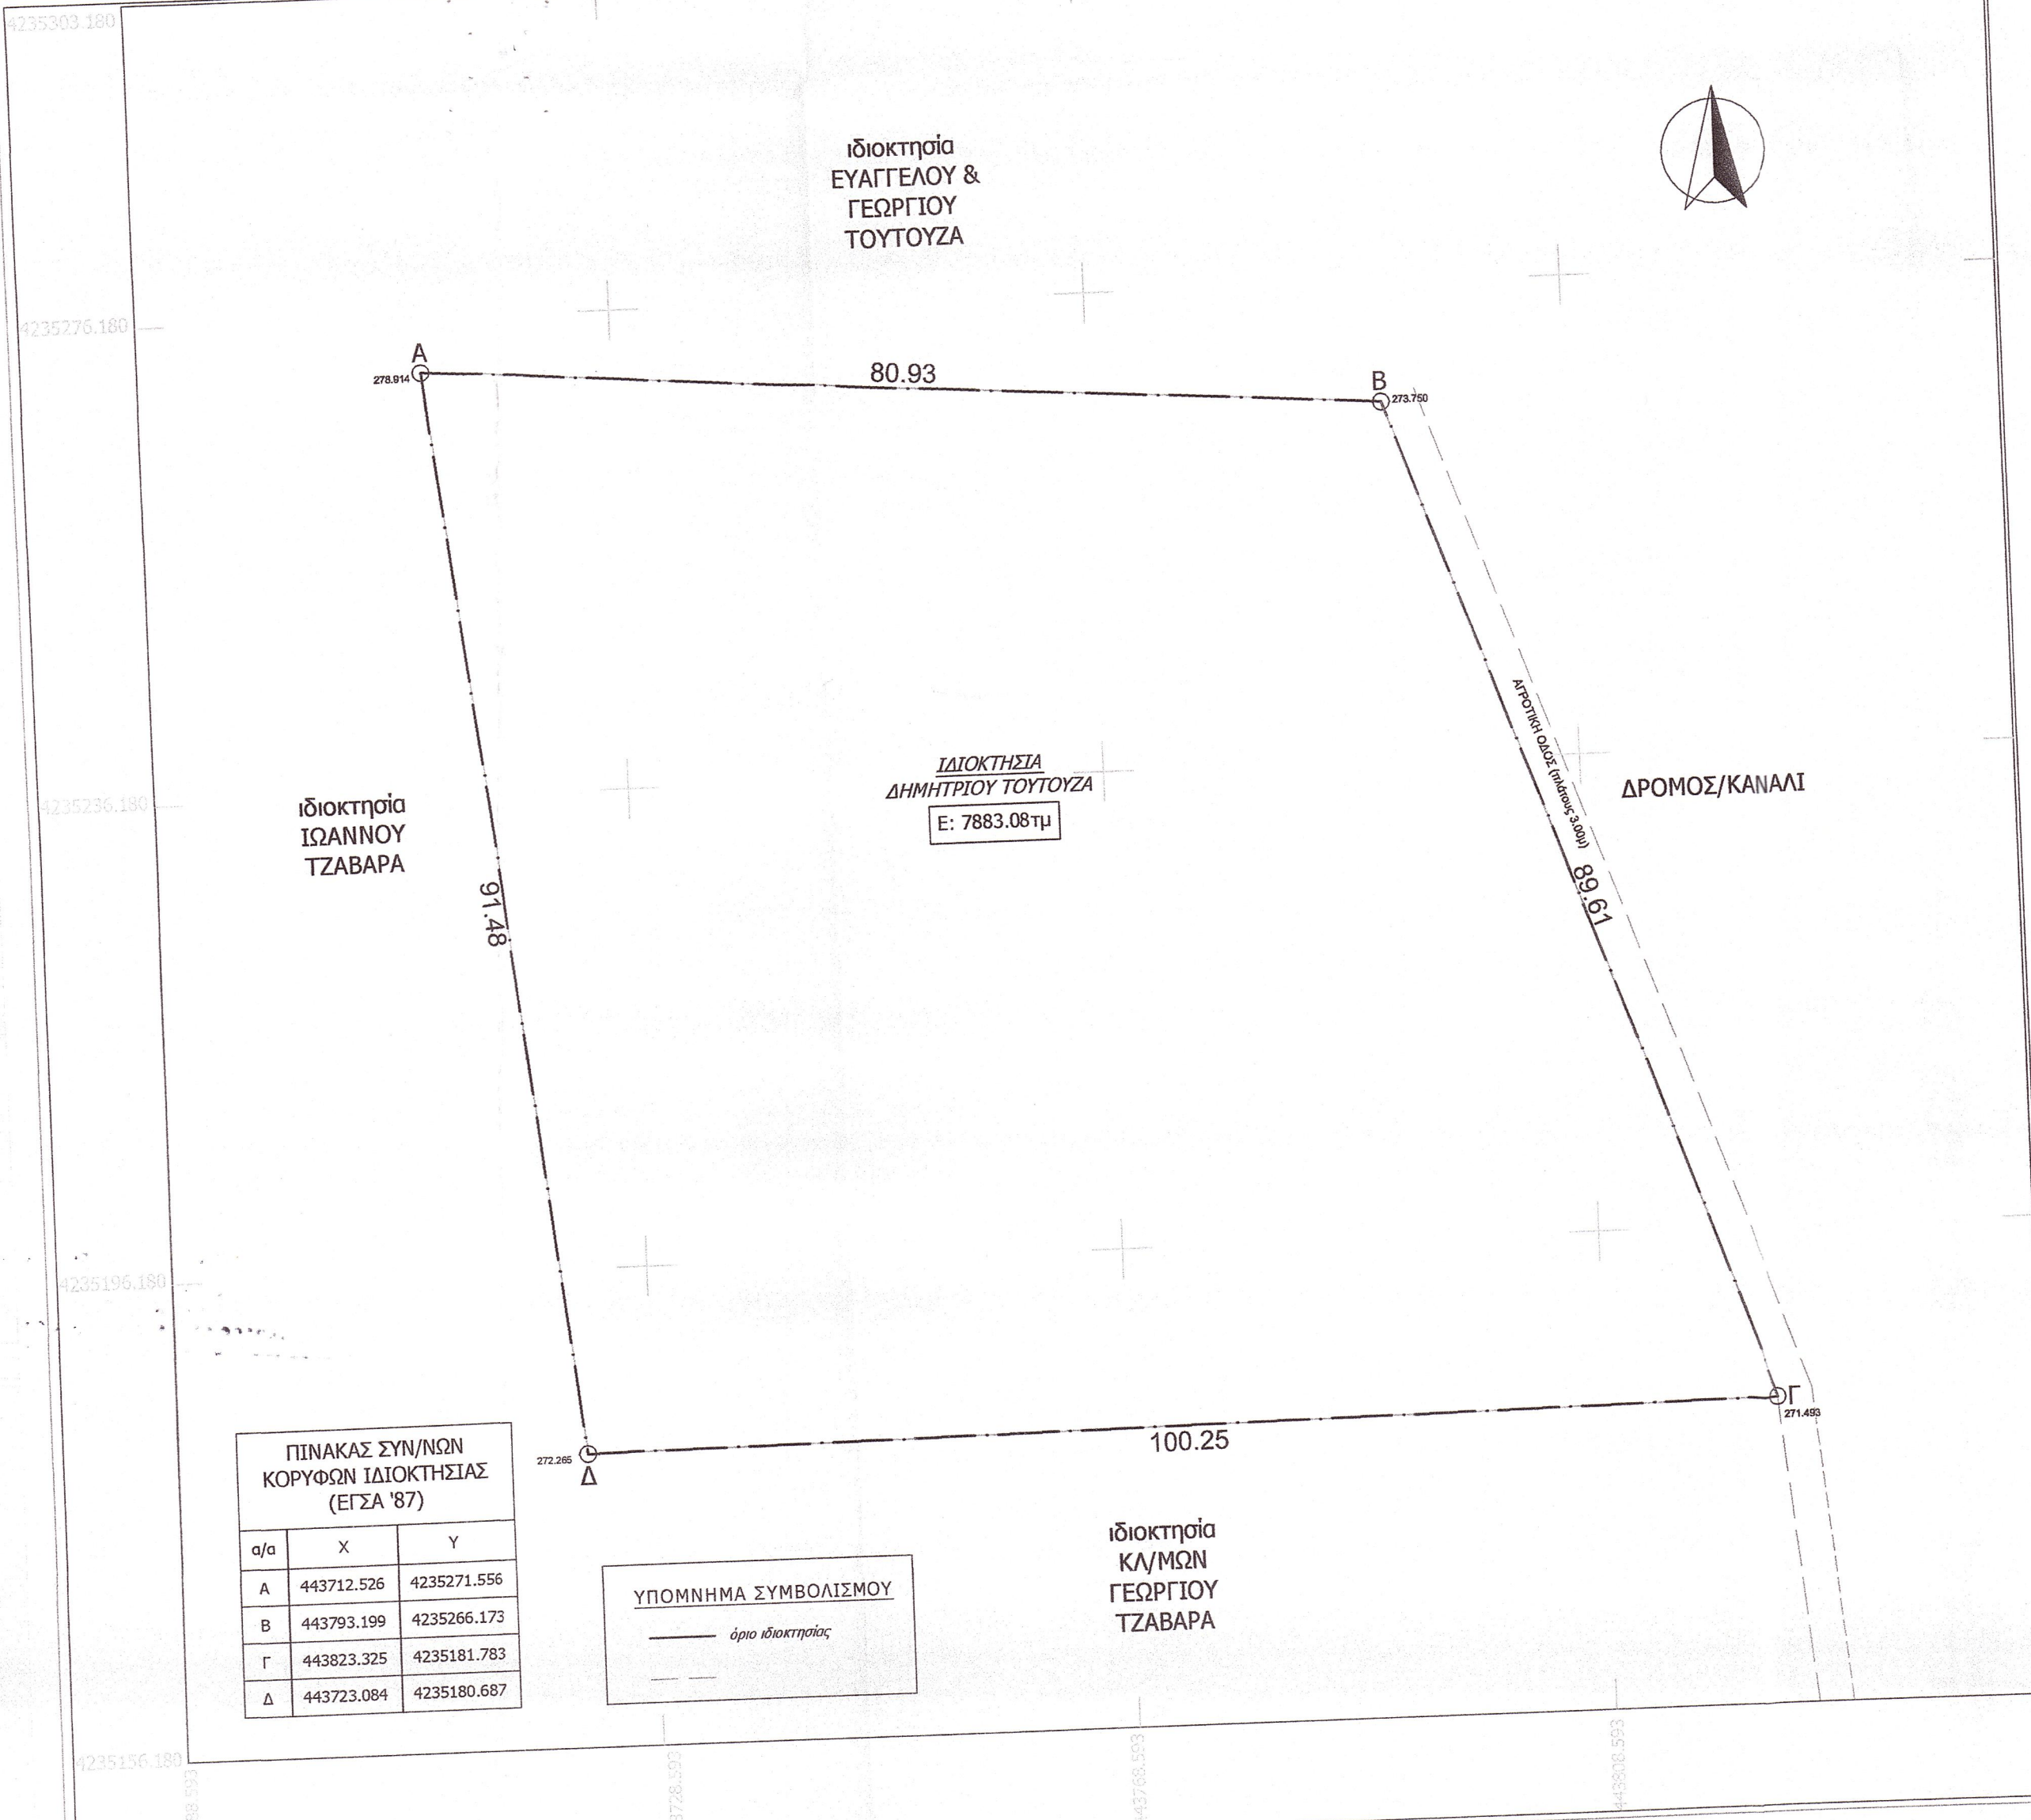 4235303.180
ιδιοκτησία
ΕΥΑΓΓΕΛΟΥ &
ΓΕΩΡΓΙΟΥ
ΤΟΥΤΟΥΖΑ
4235276.180
Α
278.914
80.93
Β
273.750
ΙΔΙΟΚΤΗΣΙΑ
ΔΗΜΗΤΡΙΟΥ ΤΟΥΤΟΥΖΑ
Ε: 7883.08τμ
ΑΓΡΟΤΙΚΗ ΟΔΟΣ (πλάτους 3.00μ)
89.61
ΔΡΟΜΟΣ/ΚΑΝΑΛΙ
4235236.180
ιδιοκτησία
ΙΩΑΝΝΟΥ
ΤΖΑΒΑΡΑ
91.48
4235196.180
Γ
271.493
272.265
Δ
100.25
ιδιοκτησία
ΚΛ/ΜΩΝ
ΓΕΩΡΓΙΟΥ
ΤΖΑΒΑΡΑ
ΠΙΝΑΚΑΣ ΣΥΝ/ΝΩΝ
ΚΟΡΥΦΩΝ ΙΔΙΟΚΤΗΣΙΑΣ
(ΕΓΣΑ '87)
α/α X Y
Α 443712.526 4235271.556
Β 443793.199 4235266.173
Γ 443823.325 4235181.783
Δ 443723.084 4235180.687
ΥΠΟΜΝΗΜΑ ΣΥΜΒΟΛΙΣΜΟΥ
όριο ιδιοκτησίας
4235156.180
88.593
3728.593
443768.593
443808.593